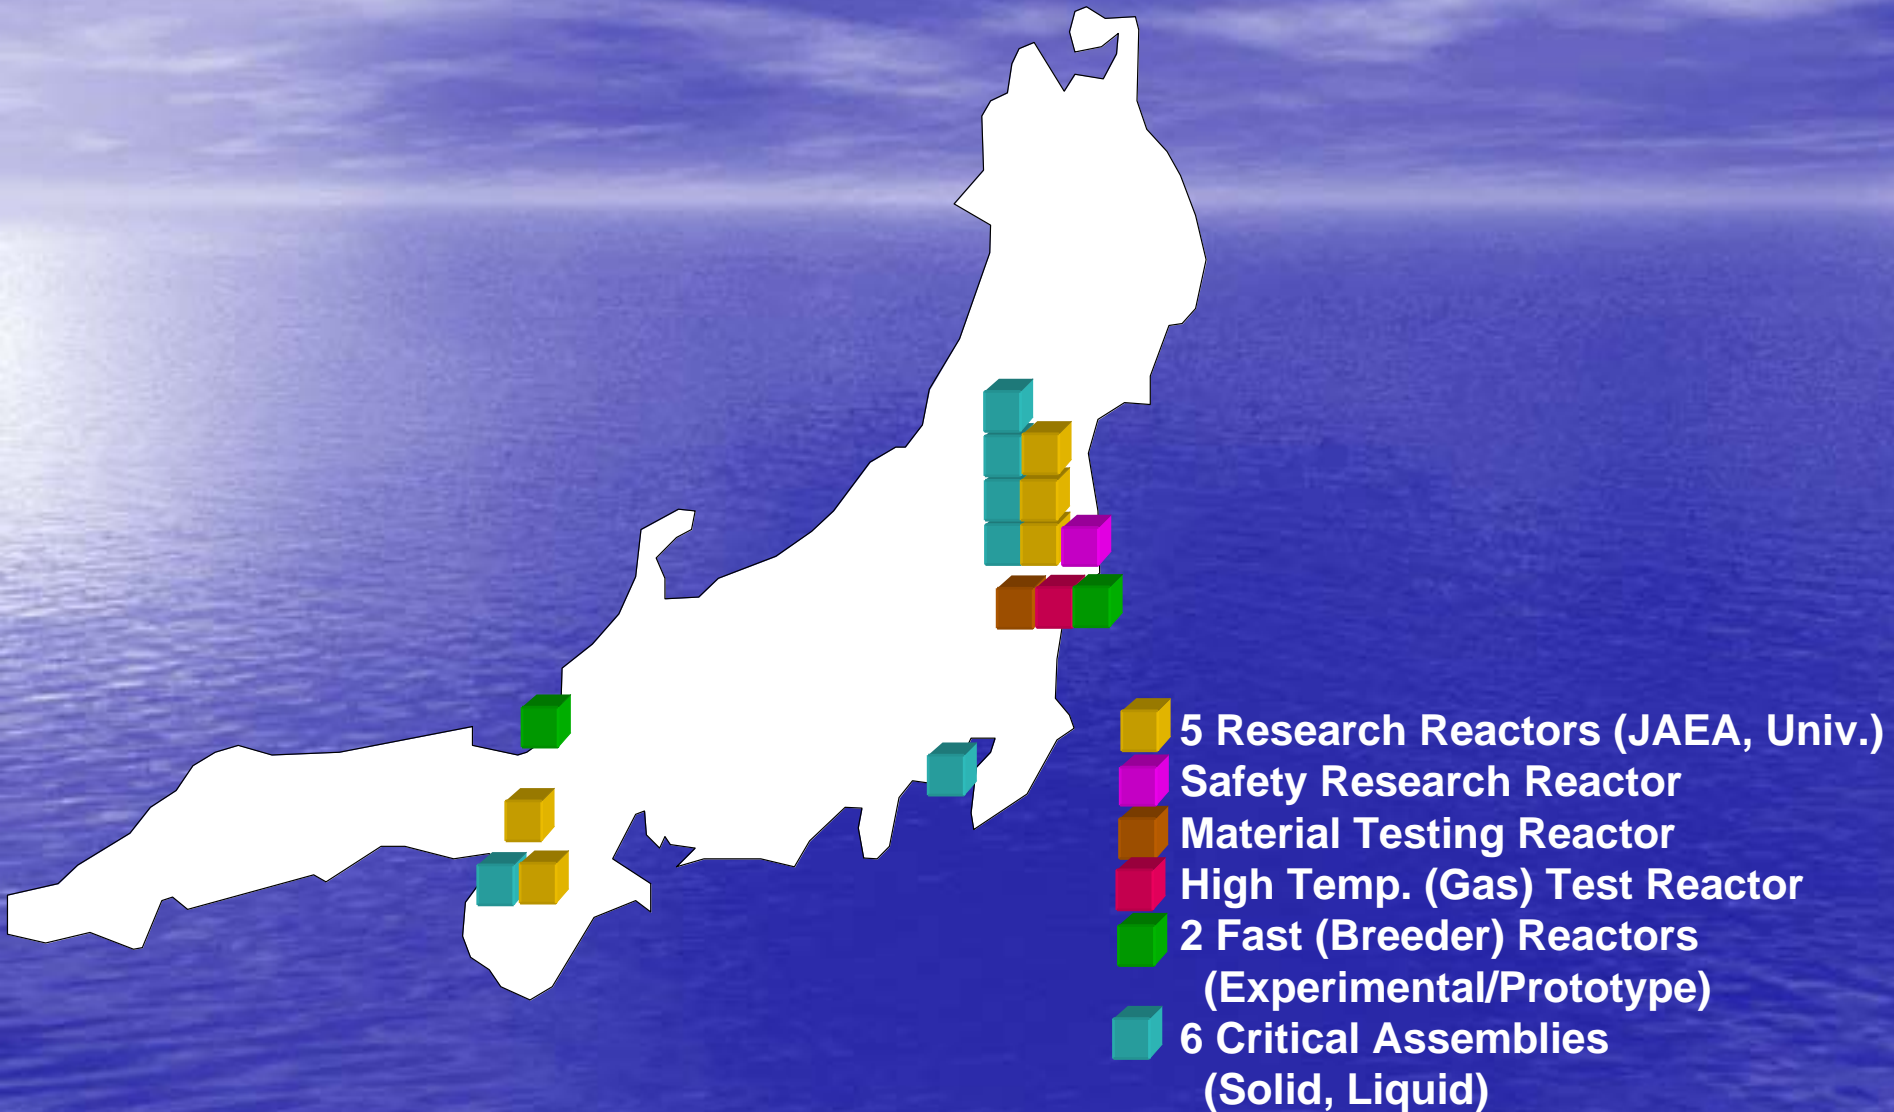 5 Research Reactors (JAEA, Univ.)
Safety Research Reactor
Material Testing Reactor
High Temp. (Gas) Test Reactor
2 Fast (Breeder) Reactors
(Experimental/Prototype)
6 Critical Assemblies
(Solid, Liquid)